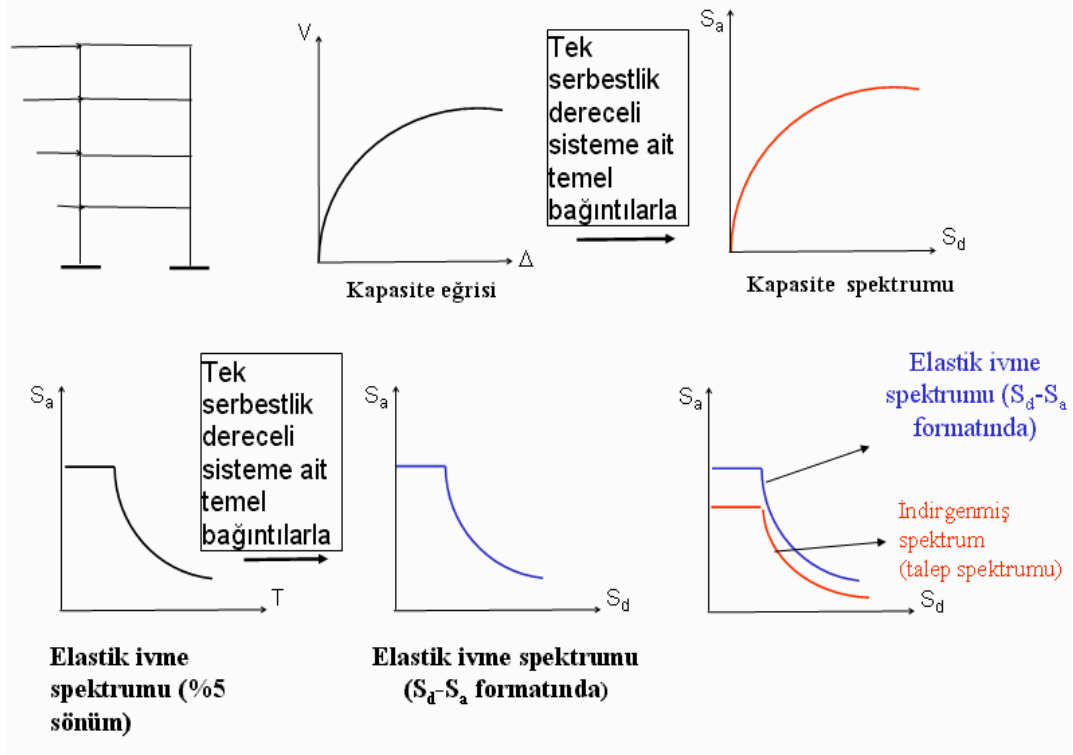 V
Δ
Kapasite eğrisi
Tek
serbestlik
dereceli
sisteme ait
temel
bağıntılarla
Sa
Sd
Kapasite spektrumu
Sa
T
Elastik ivme
spektrumu (%5
sönüm)
Tek
serbestlik
dereceli
sisteme ait
temel
bağıntılarla
Sa
Sd
Elastik ivme spektrumu
(Sd-Sa formatında)
Sa
Sd
Elastik ivme
spektrumu (Sd-Sa
formatında)
İndirgenmiş
spektrum
(talep spektrumu)